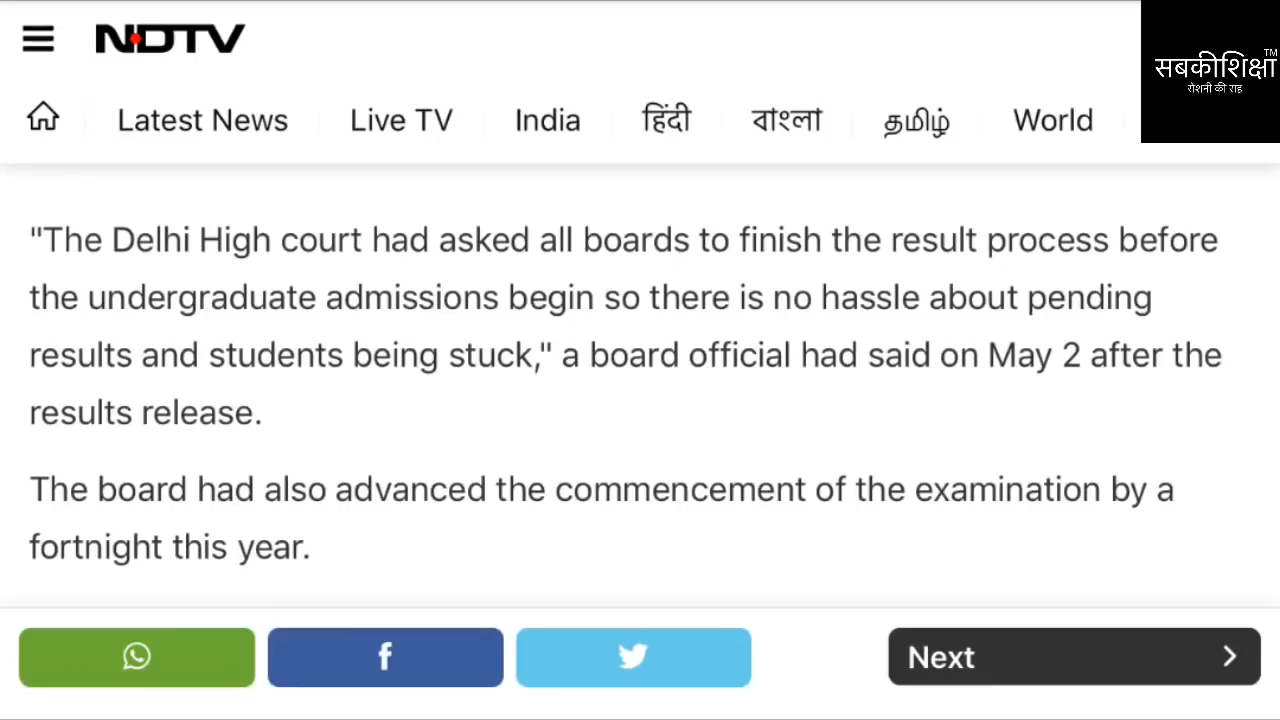 NDTV
सबकीशिक्षा™
रोशनी की राह
Latest News Live TV India हिंदी বাংলা தமிழ் World
"The Delhi High court had asked all boards to finish the result process before
the undergraduate admissions begin so there is no hassle about pending
results and students being stuck," a board official had said on May 2 after the
results release.
The board had also advanced the commencement of the examination by a
fortnight this year.
Next